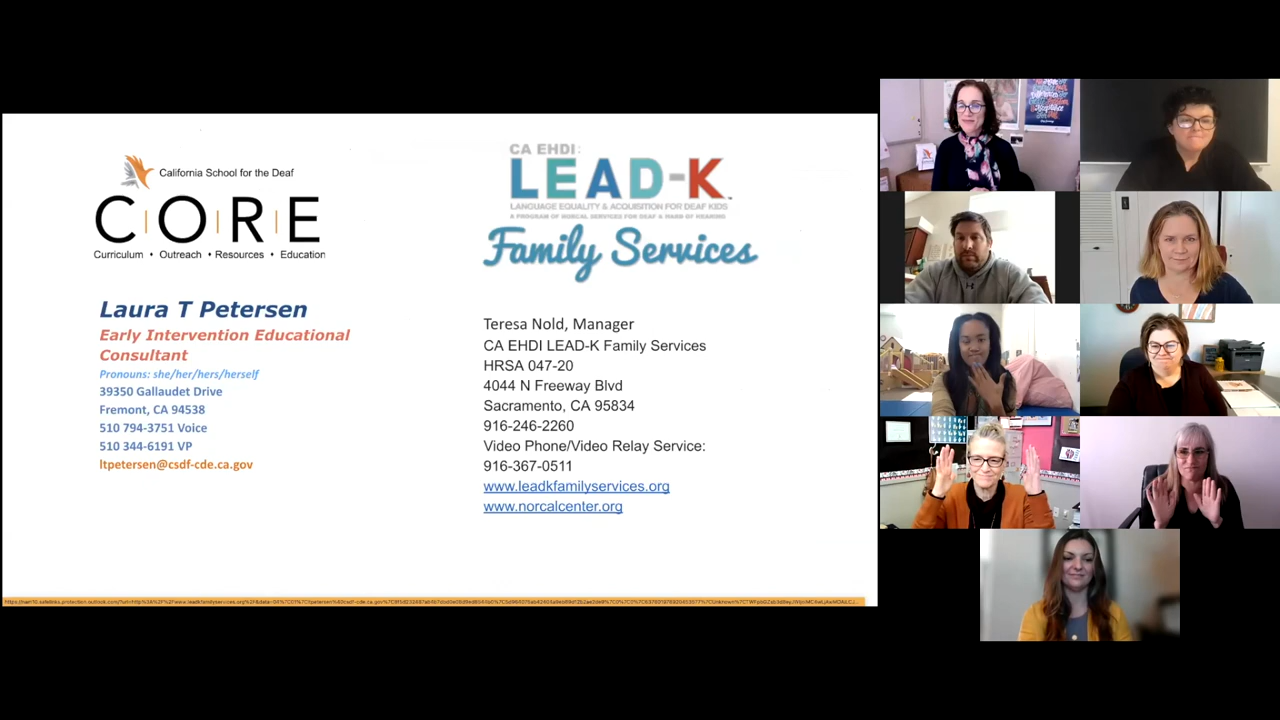 California School for the Deaf
CORE
Curriculum • Outreach • Resources • Education
Laura T Petersen
Early Intervention Educational
Consultant
Pronouns: she/her/hers/herself
39350 Gallaudet Drive
Fremont, CA 94538
510 794-3751 Voice
510 344-6191 VP
ltpetersen@csdf-cde.ca.gov
CA EHDI:
LEAD-K™
LANGUAGE EQUALITY & ACQUISITION FOR DEAF KIDS
A PROGRAM OF NORCAL SERVICES FOR DEAF & HARD OF HEARING
Family Services
Teresa Nold, Manager
CA EHDI LEAD-K Family Services
HRSA 047-20
4044 N Freeway Blvd
Sacramento, CA 95834
916-246-2260
Video Phone/Video Relay Service:
916-367-0511
www.leadkfamilyservices.org
www.norcalcenter.org